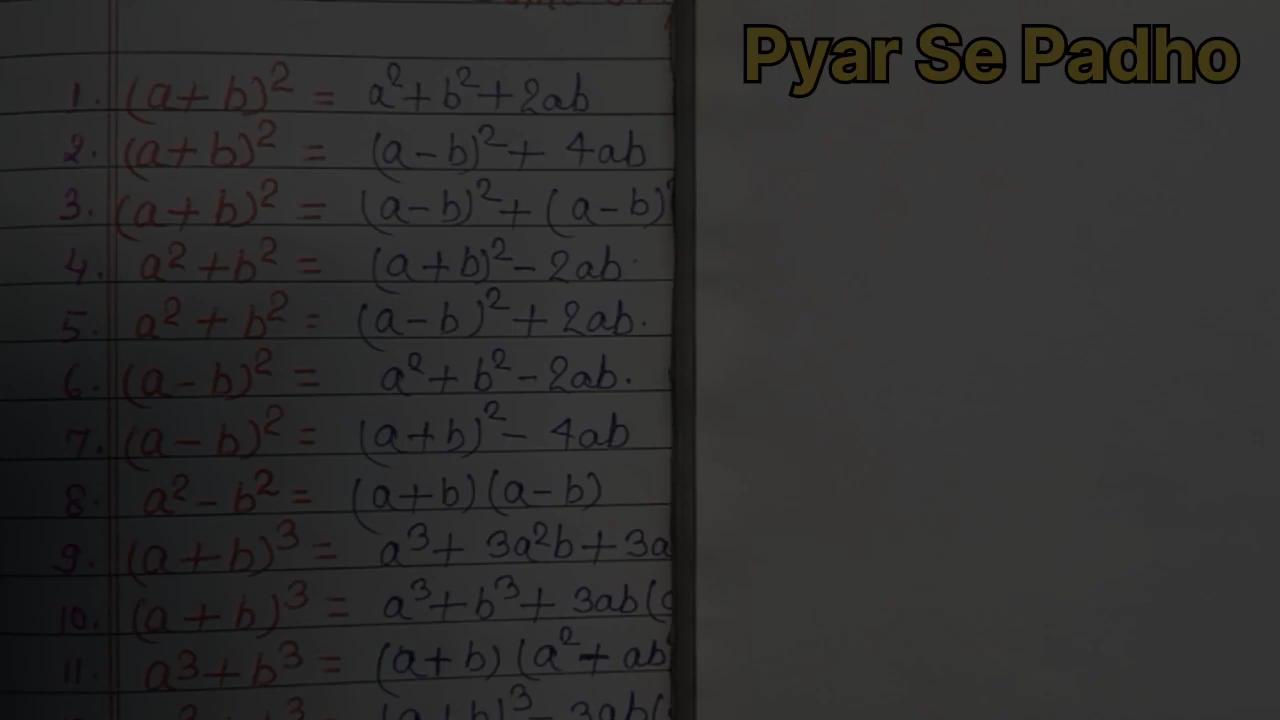 Pyar Se Padho
1. (a+b)² = a²+b²+2ab
2. (a+b)² = (a-b)²+ 4ab
3. (a+b)² = (a-b)²+(a-b)
4. a²+b² = (a+b)²-2ab.
5. a²+b² = (a-b)²+2ab.
6. (a-b)² = a²+b²-2ab.
7. (a-b)² = (a+b)²- 4ab
8. a²-b² = (a+b)(a-b)
9. (a+b)³ = a³+ 3a²b+3a
10. (a+b)³ = a³+b³+ 3ab(
11. a³+b³ = (a+b)(a²+ab
(a+b)³- 3ab(